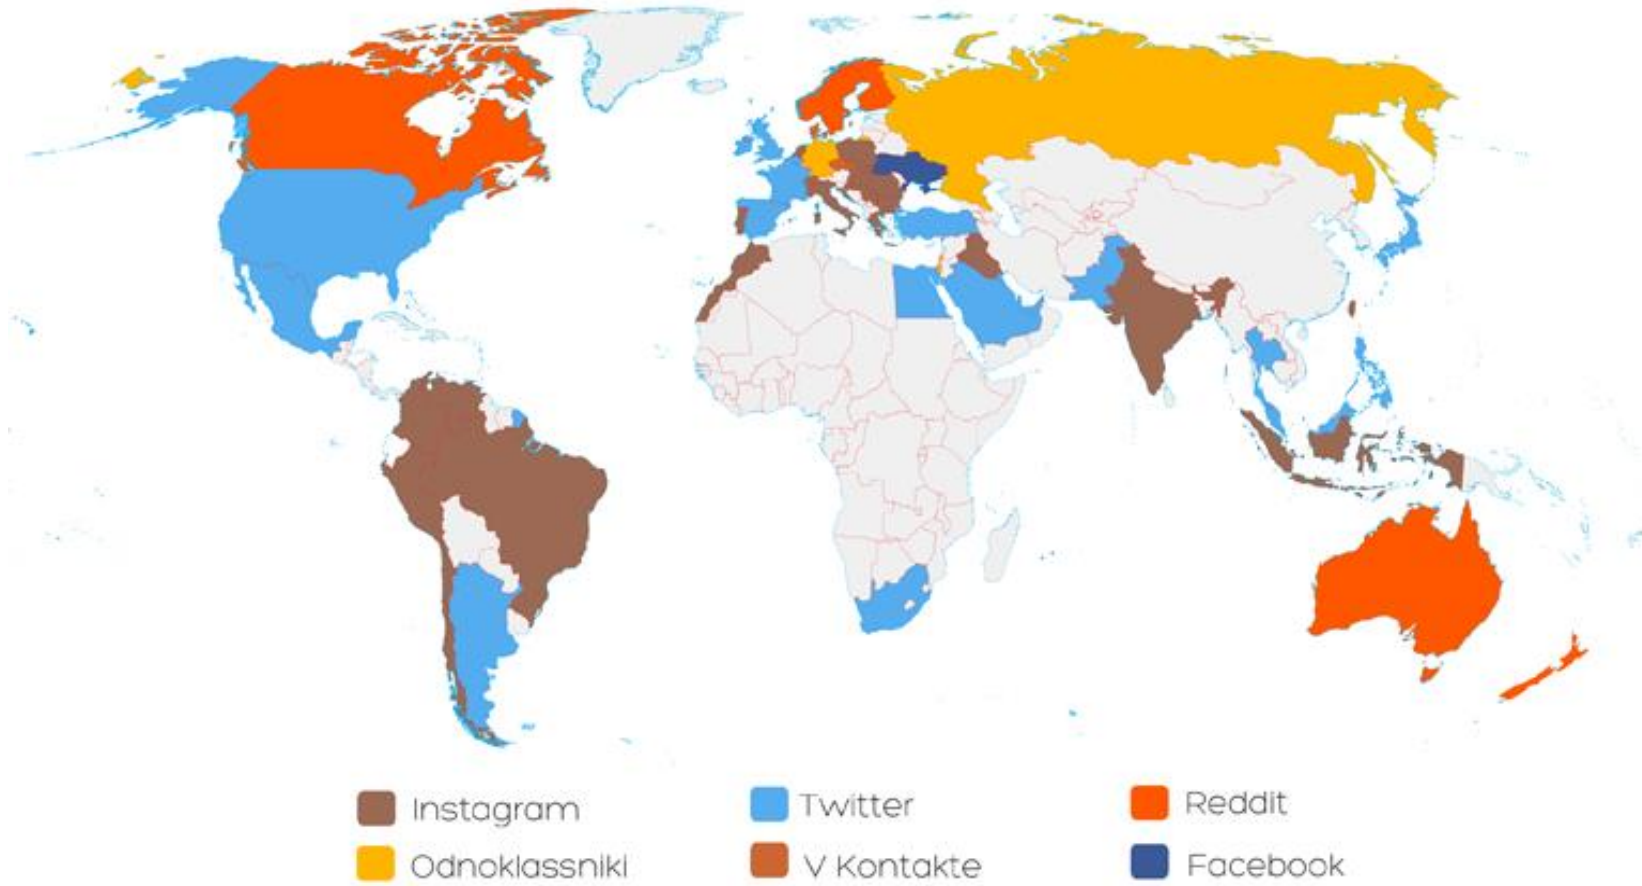 Instagram
Twitter
Reddit
Odnoklassniki
V Kontakte
Facebook